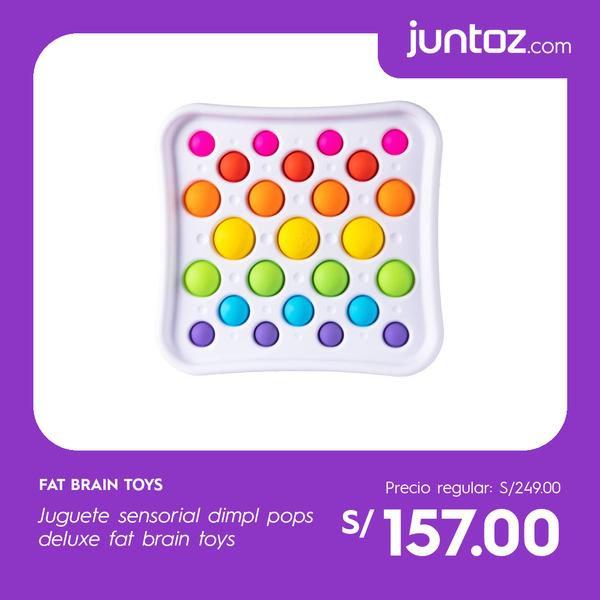 juntoz.com
FAT BRAIN TOYS
Juguete sensorial dimpl pops
deluxe fat brain toys
Precio regular: S/249.00
S/157.00